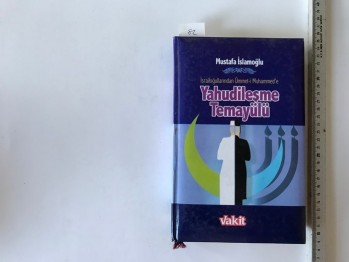 Mustafa İslamoğlu
İsrailoğullarından Ümmet-i Muhammed'e
Yahudileşme
Temayülü
Vakit